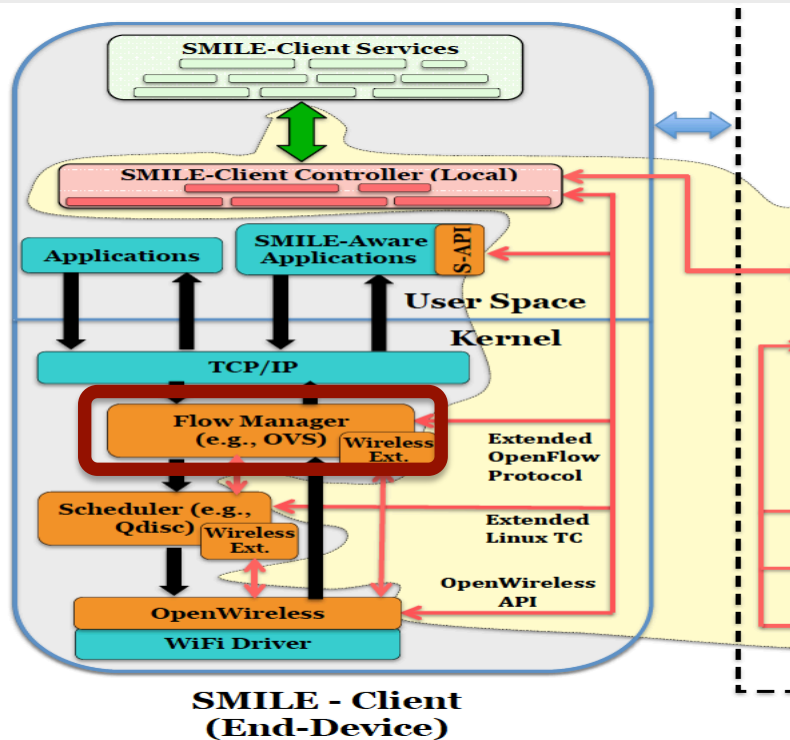 SMILE-Client Services
SMILE-Client Controller (Local)
Applications
SMILE-Aware
Applications
S-API
User Space
Kernel
TCP/IP
Flow Manager
(e.g., OVS)
Wireless
Ext.
Extended
OpenFlow
Protocol
Scheduler (e.g.,
Qdisc)
Wireless
Ext.
Extended
Linux TC
OpenWireless
API
OpenWireless
WiFi Driver
SMILE - Client
(End-Device)